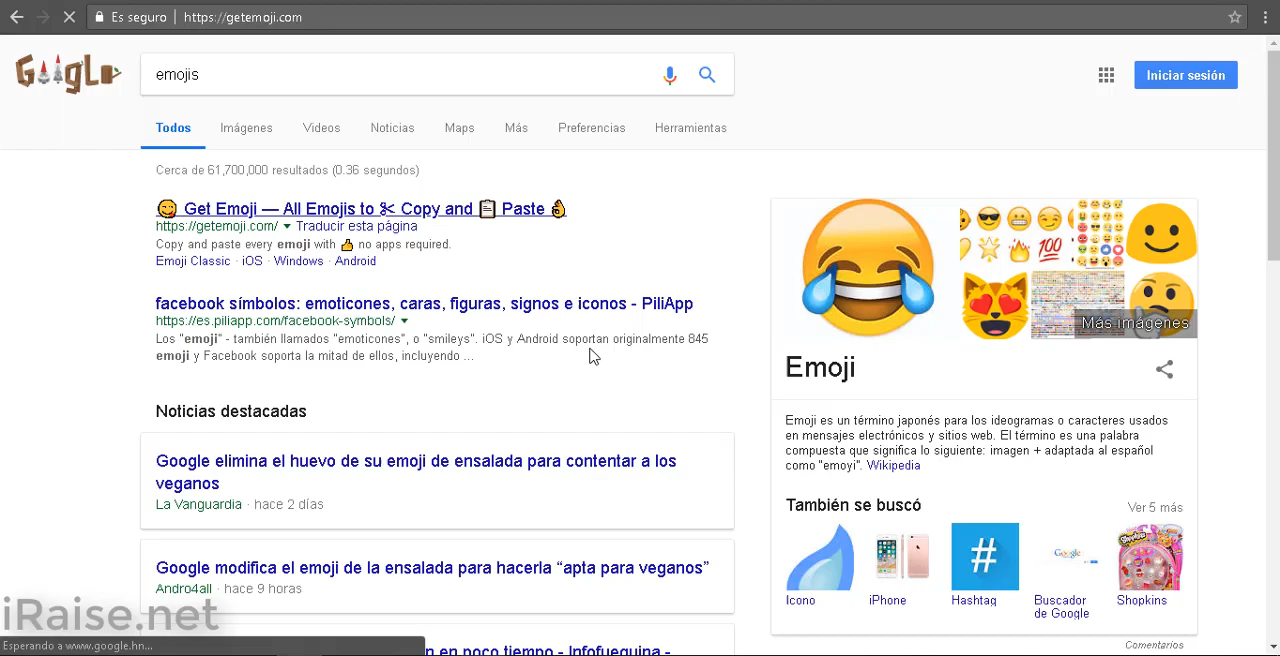 Es seguro
https://getemoji.com
emojis
Iniciar sesión
Todos
Imágenes
Videos
Noticias
Maps
Más
Preferencias
Herramientas
Cerca de 61,700,000 resultados (0.36 segundos)
😋 Get Emoji — All Emojis to ✂ Copy and 📋 Paste 👌
https://getemoji.com/ ▾ Traducir esta página
Copy and paste every emoji with 👍 no apps required.
Emoji Classic · iOS · Windows · Android
facebook símbolos: emoticones, caras, figuras, signos e iconos - PiliApp
https://es.piliapp.com/facebook-symbols/ ▾
Los "emoji" - también llamados "emoticones", o "smileys". iOS y Android soportan originalmente 845
emoji y Facebook soporta la mitad de ellos, incluyendo ...
Noticias destacadas
Google elimina el huevo de su emoji de ensalada para contentar a los
veganos
La Vanguardia · hace 2 días
Google modifica el emoji de la ensalada para hacerla “apta para veganos”
Andro4all · hace 9 horas
n en poco tiempo - Infofueguina -
100
Más imágenes
Emoji
Emoji es un término japonés para los ideogramas o caracteres usados
en mensajes electrónicos y sitios web. El término es una palabra
compuesta que significa lo siguiente: imagen + adaptada al español
como "emoyi". Wikipedia
También se buscó
Ver 5 más
#
Google
Icono
iPhone
Hashtag
Buscador
de Google
Shopkins
Comentarios
iRaise.net
Esperando a www.google.hn...